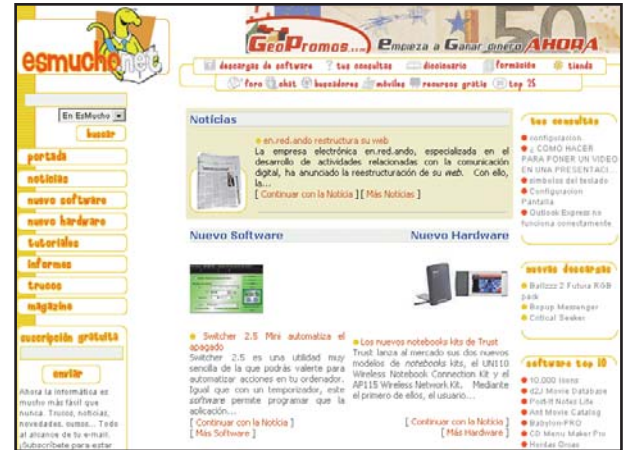 esmucho.net
GeoPromos.com
Empieza a Ganar dinero AHORA
descargas de software
? tus consultas
diccionario
formación
tienda
foro
chat
buscadores
móviles
recursos gratis
top 25
En EsMucho
buscar
portada
noticias
nuevo software
nuevo hardware
tutoriales
informes
trucos
magazine
suscripción gratuita
enviar
Ahora la informática es
mucho más fácil que
nunca. Trucos, noticias,
novedades, cursos... Todo
al alcance de tu e-mail.
¡Subscríbete para estar
Noticias
en.red.ando restructura su web
La empresa electrónica en.red.ando, especializada en el
desarrollo de actividades relacionadas con la comunicación
digital, ha anunciado la reestructuración de su web. Con ello,
la...
[ Continuar con la Noticia ] [ Más Noticias ]
Nuevo Software
Switcher 2.5 Mini automatiza el
apagado
Switcher 2.5 es una utilidad muy
sencilla de la que podrás valerte para
automatizar acciones en tu ordenador.
Igual que con un temporizador, este
software permite programar que la
aplicación...
[ Continuar con la Noticia ]
[ Más Software ]
Nuevo Hardware
Los nuevos notebooks kits de Trust
Trust lanza al mercado sus dos nuevos
modelos de notebooks kits, el UN110
Wireless Notebook Connection Kit y el
AP115 Wireless Network Kit. Mediante
el primero de ellos, el usuario...
[ Continuar con la Noticia ]
[ Más Hardware ]
tus consultas
configuracion
¿ COMO HACER
PARA PONER UN VIDEO
EN UNA PRESENTACI...
simbolos del teclado
Configuracion
Pantalla
Outlook Express no
funciona correctamente
nuevas descargas
2 Futura RGB
pack
Popup Messenger
Critical Seeker
software top 10
10.000 Icons
d2J Movie Database
Post-It Notes Lite
Ant Movie Catalog
Babylon-PRO
CD Menu Maker Pro
Hordas Orcas